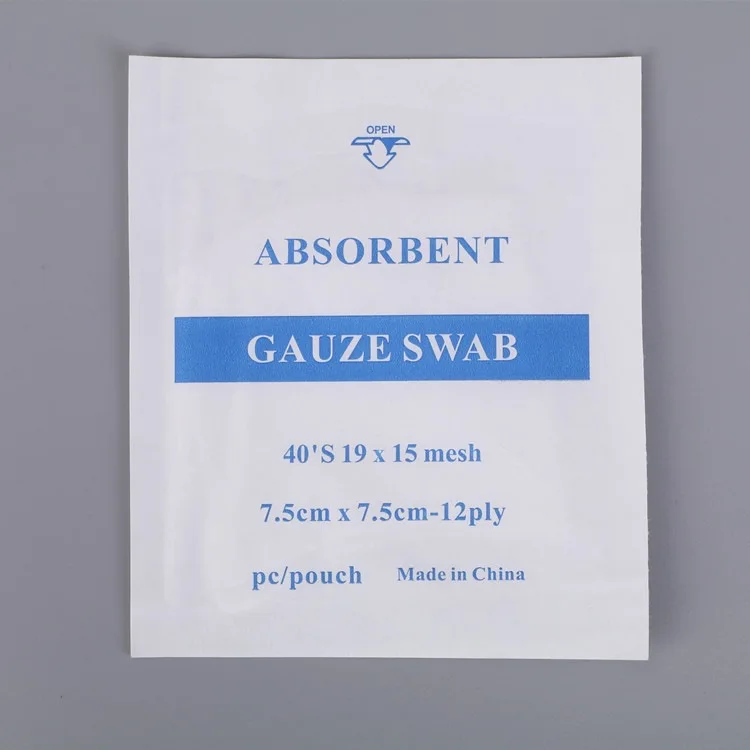 OPEN
ABSORBENT
GAUZE SWAB
40'S 19 x 15 mesh
7.5cm x 7.5cm-12ply
pc/pouch Made in China